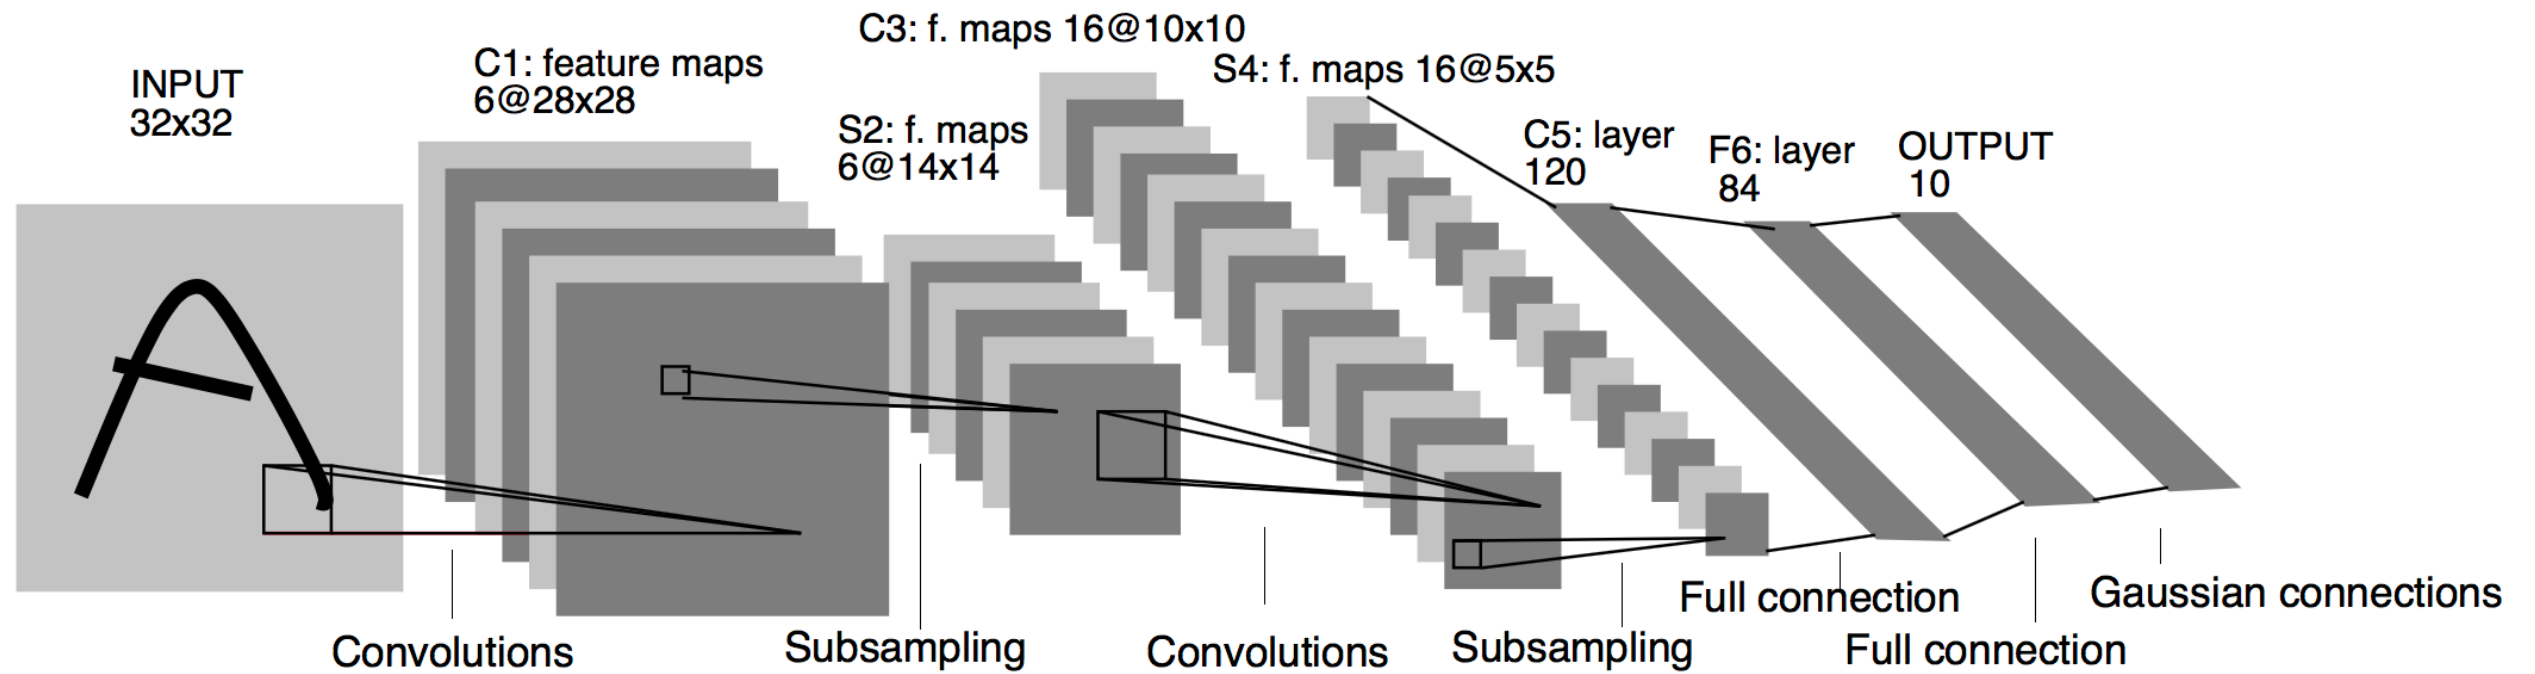 INPUT
32x32
C1: feature maps
6@28x28
S2: f. maps
6@14x14
C3: f. maps 16@10x10
S4: f. maps 16@5x5
C5: layer
120
F6: layer
84
OUTPUT
10
Convolutions
Subsampling
Convolutions
Subsampling
Full connection
Full connection
Gaussian connections